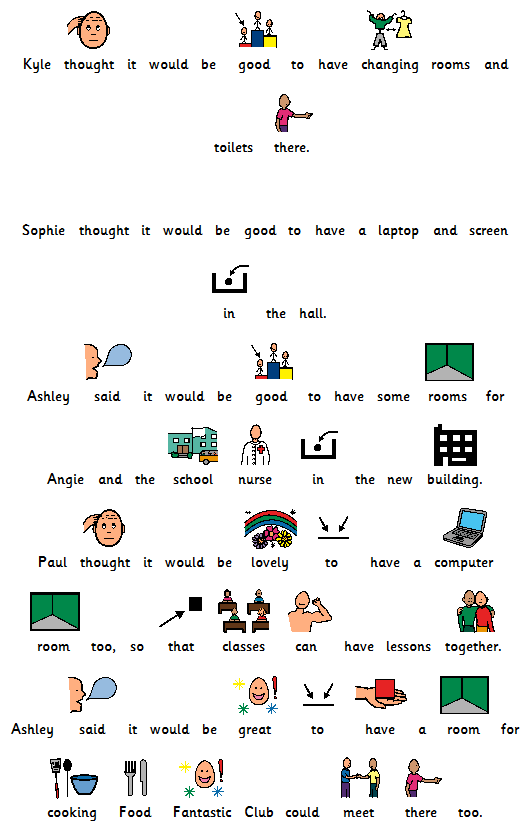 Kyle thought it would be good to have changing rooms and
toilets there.
Sophie thought it would be good to have a laptop and screen
in the hall.
Ashley said it would be good to have some rooms for
Angie and the school nurse in the new building.
Paul thought it would be lovely to have a computer
room too, so that classes can have lessons together.
Ashley said it would be great to have a room for
cooking Food Fantastic Club could meet there too.